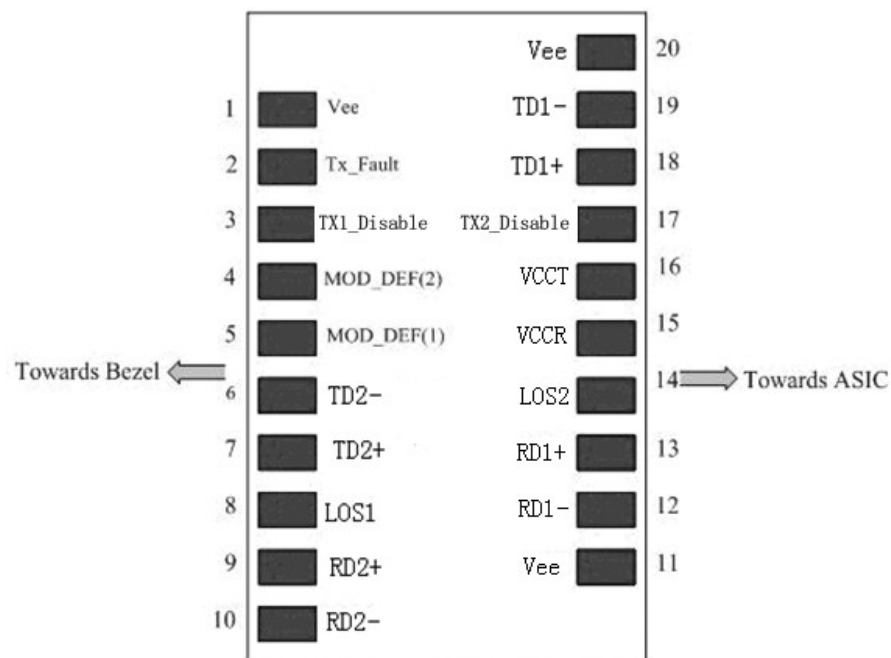 Vee 20
TD1- 19
1 Vee
TD1+ 18
2 Tx_Fault
3 TX1_Disable TX2_Disable 17
4 MOD_DEF(2) VCCT 16
5 MOD_DEF(1) VCCR 15
Towards Bezel
6 TD2- LOS2 14
Towards ASIC
7 TD2+ RD1+ 13
8 LOS1 RD1- 12
9 RD2+ Vee 11
10 RD2-